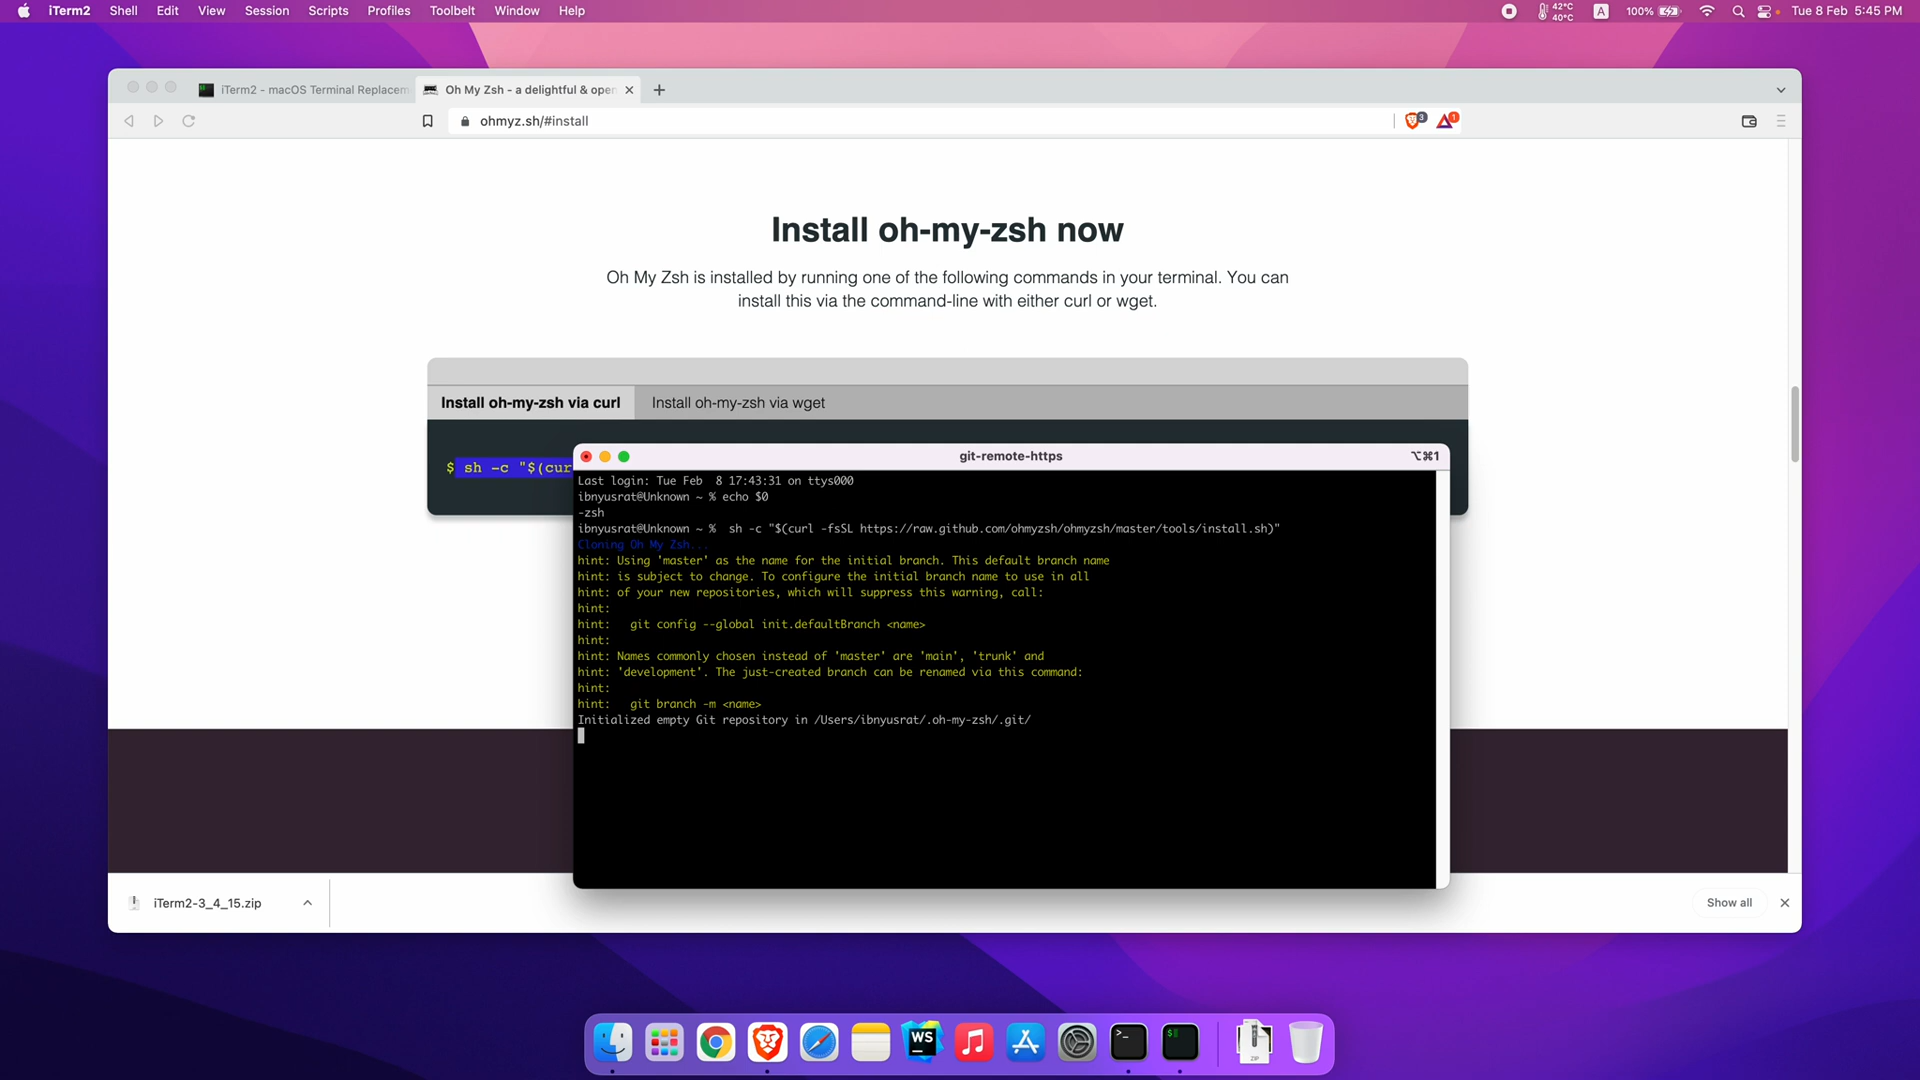 iTerm2 Shell Edit View Session Scripts Profiles Toolbelt Window Help
42°C
40°C
A
100%
Tue 8 Feb 5:45 PM
iTerm2 - macOS Terminal Replacem
Oh My Zsh - a delightful & open
ohmyz.sh/#install
3
1
Install oh-my-zsh now
Oh My Zsh is installed by running one of the following commands in your terminal. You can
install this via the command-line with either curl or wget.
Install oh-my-zsh via curl
Install oh-my-zsh via wget
$ sh -c "$(cur
git-remote-https
⌥⌘1
Last login: Tue Feb  8 17:43:31 on ttys000
ibnyusrat@Unknown ~ % echo $0
-zsh
ibnyusrat@Unknown ~ %  sh -c "$(curl -fsSL https://raw.github.com/ohmyzsh/ohmyzsh/master/tools/install.sh)"
Cloning Oh My Zsh...
hint: Using 'master' as the name for the initial branch. This default branch name
hint: is subject to change. To configure the initial branch name to use in all
hint: of your new repositories, which will suppress this warning, call:
hint:
hint:   git config --global init.defaultBranch <name>
hint:
hint: Names commonly chosen instead of 'master' are 'main', 'trunk' and
hint: 'development'. The just-created branch can be renamed via this command:
hint:
hint:   git branch -m <name>
Initialized empty Git repository in /Users/ibnyusrat/.oh-my-zsh/.git/
iTerm2-3_4_15.zip
Show all
WS
ZIP